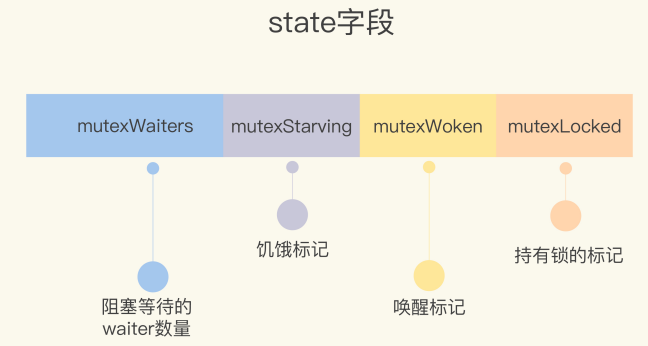 state字段
mutexWaiters
mutexStarving
mutexWoken
mutexLocked
饥饿标记
持有锁的标记
阻塞等待的
waiter数量
唤醒标记